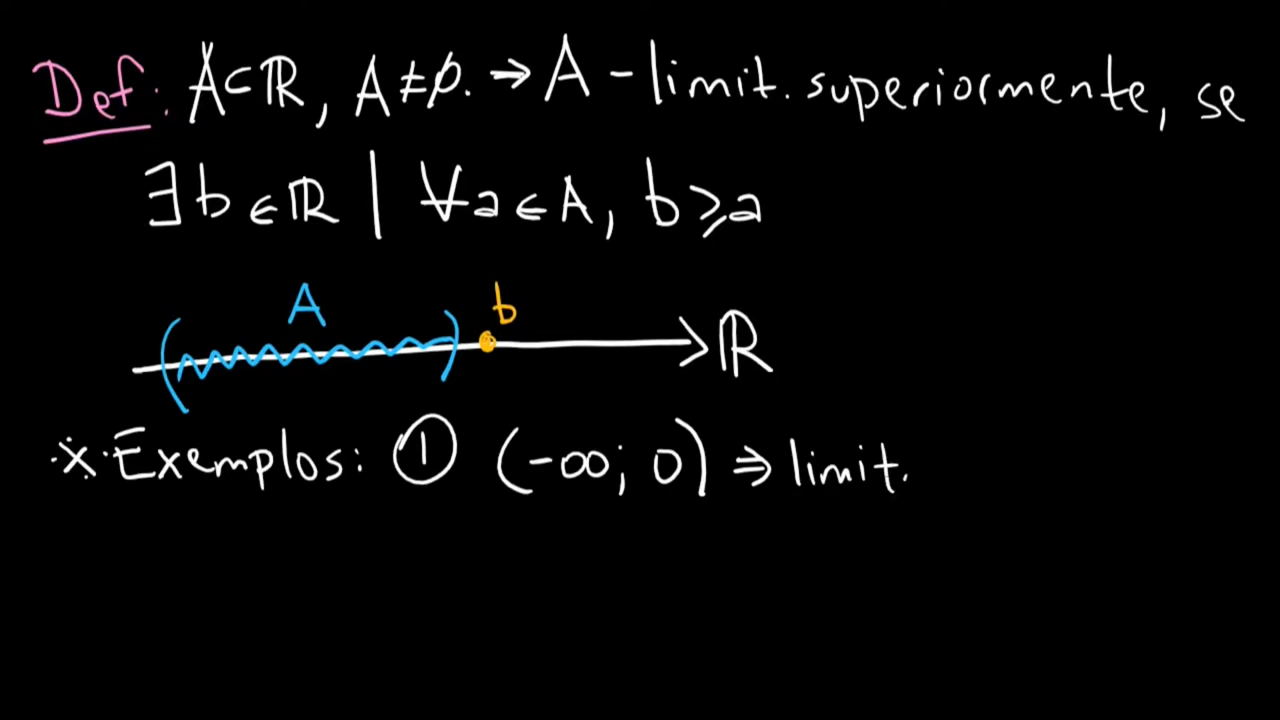 Def: A⊂ℝ, A≠∅. → A - limit. superiormente, se
∃b∈ℝ | ∀a∈A, b≥a
A b
ℝ
※ Exemplos: ① (-∞; 0) ⇒ limit.